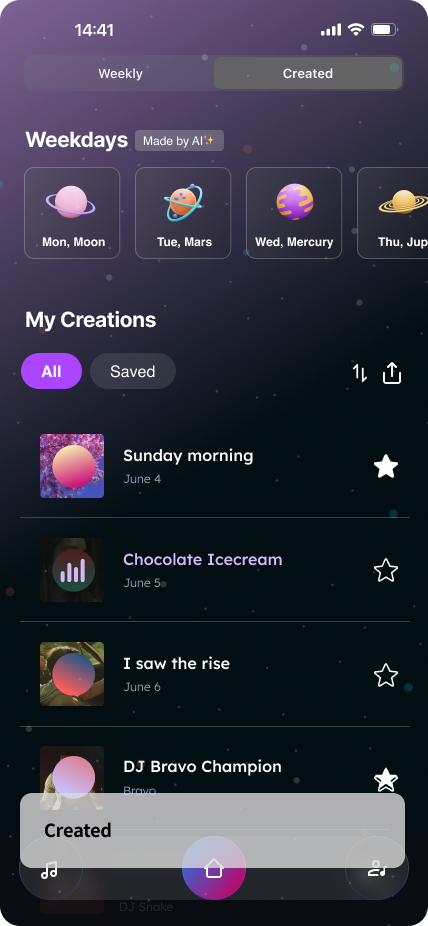 14:41
Weekly
Created
Weekdays
Made by AI✨
Mon, Moon
Tue, Mars
Wed, Mercury
Thu, Jup
My Creations
All
Saved
Sunday morning
June 4
Chocolate Icecream
June 5
I saw the rise
June 6
DJ Bravo Champion
Bravo
Created
DJ Snake